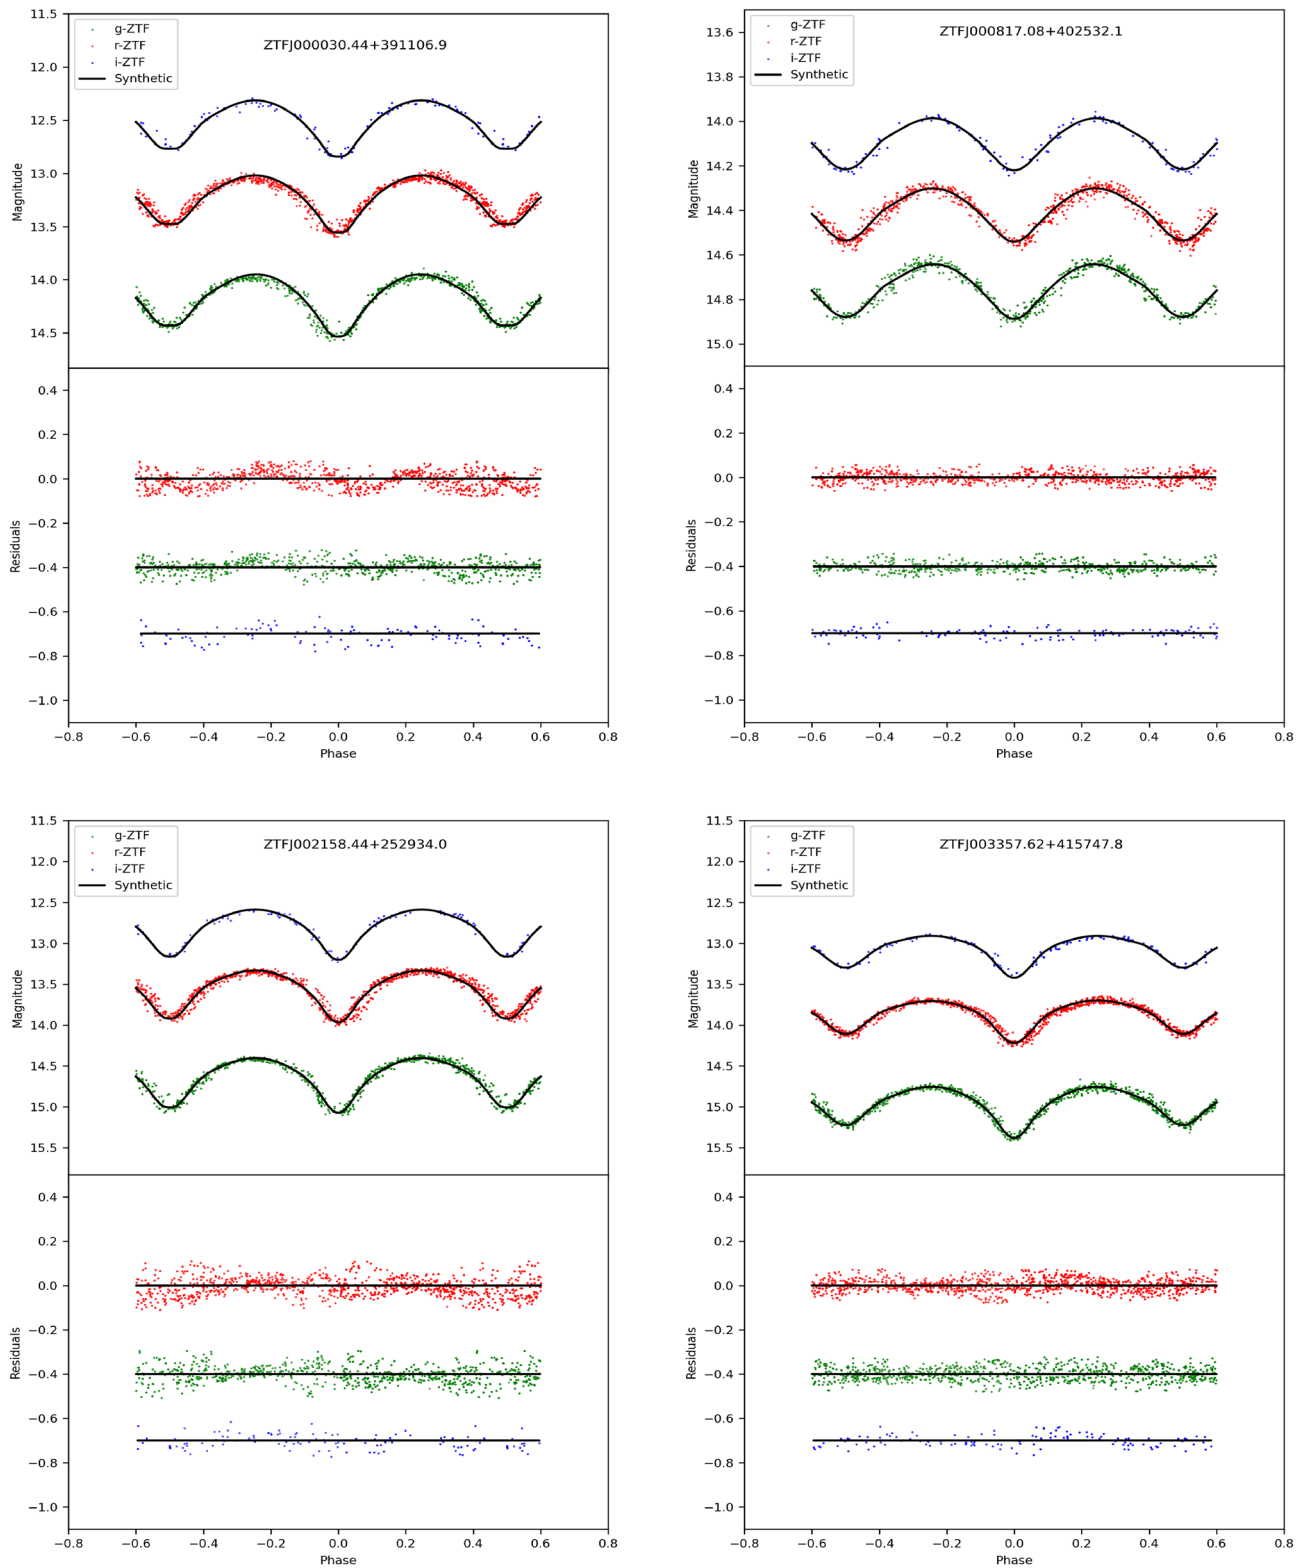 ZTFJ000030.44+391106.9
g-ZTF
r-ZTF
i-ZTF
Synthetic
Magnitude
11.5
12.0
12.5
13.0
13.5
14.0
14.5
Residuals
0.4
0.2
0.0
−0.2
−0.4
−0.6
−0.8
−1.0
−0.8 −0.6 −0.4 −0.2 0.0 0.2 0.4 0.6 0.8
Phase
ZTFJ000817.08+402532.1
g-ZTF
r-ZTF
i-ZTF
Synthetic
Magnitude
13.6
13.8
14.0
14.2
14.4
14.6
14.8
15.0
Residuals
0.4
0.2
0.0
−0.2
−0.4
−0.6
−0.8
−1.0
−0.8 −0.6 −0.4 −0.2 0.0 0.2 0.4 0.6 0.8
Phase
ZTFJ002158.44+252934.0
g-ZTF
r-ZTF
i-ZTF
Synthetic
Magnitude
11.5
12.0
12.5
13.0
13.5
14.0
14.5
15.0
15.5
Residuals
0.4
0.2
0.0
−0.2
−0.4
−0.6
−0.8
−1.0
−0.8 −0.6 −0.4 −0.2 0.0 0.2 0.4 0.6 0.8
Phase
ZTFJ003357.62+415747.8
g-ZTF
r-ZTF
i-ZTF
Synthetic
Magnitude
11.5
12.0
12.5
13.0
13.5
14.0
14.5
15.0
15.5
Residuals
0.4
0.2
0.0
−0.2
−0.4
−0.6
−0.8
−1.0
−0.8 −0.6 −0.4 −0.2 0.0 0.2 0.4 0.6 0.8
Phase